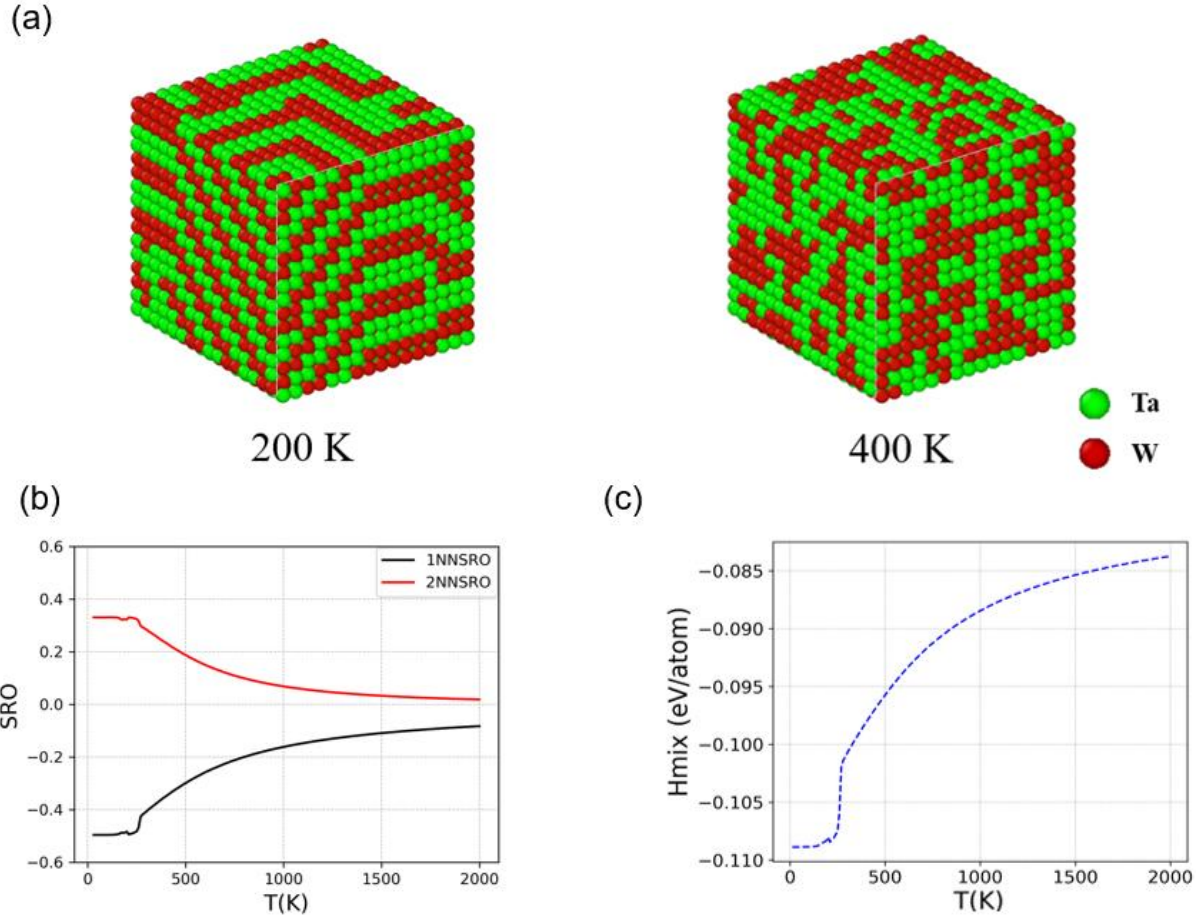 (a)
200 K
400 K
Ta
W
(b)
0.6
0.4
0.2
0.0
−0.2
−0.4
−0.6
SRO
1NNSRO
2NNSRO
0
500
1000
1500
2000
T(K)
(c)
−0.085
−0.090
−0.095
−0.100
−0.105
−0.110
Hmix (eV/atom)
0
500
1000
1500
2000
T(K)